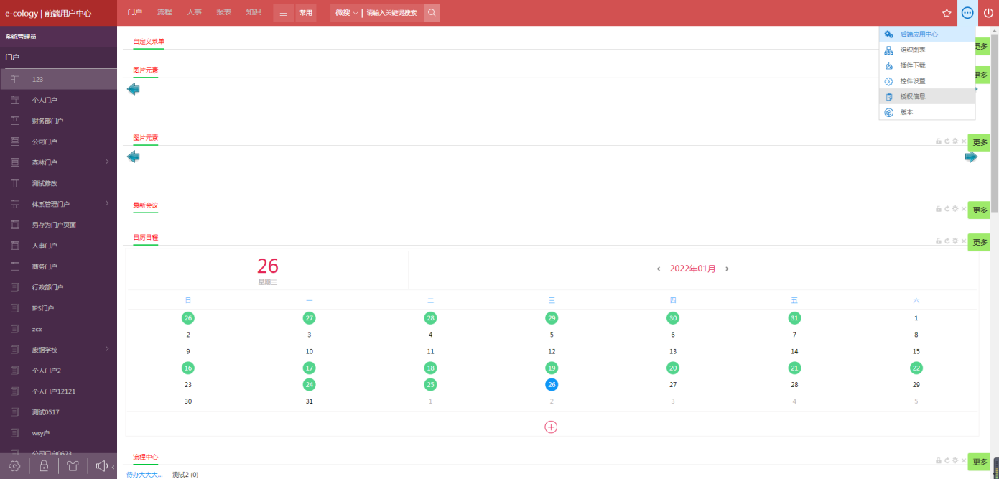 e-cology | 前端用户中心
门户 流程 人事 报表 知识 常用 微搜 请输入关键词搜索
系统管理员
门户
123
个人门户
财务部门户
公司门户
森林门户
测试修改
体系管理门户
另存为门户页面
人事门户
商务门户
行政部门户
IPS门户
zcx
废钢学校
个人门户2
个人门户12121
测试0517
wsy户
公司门户0623
后端应用中心
组织图表
插件下载
控件设置
授权信息
版本
自定义菜单 更多
图片元素 更多
图片元素 更多
最新会议 更多
日历日程 更多
26
星期三
2022年01月
日 一 二 三 四 五 六
26 27 28 29 30 31 1
2 3 4 5 6 7 8
9 10 11 12 13 14 15
16 17 18 19 20 21 22
23 24 25 26 27 28 29
30 31 1 2 3 4 5
流程中心 更多
待办大大大... 测试2 (0)